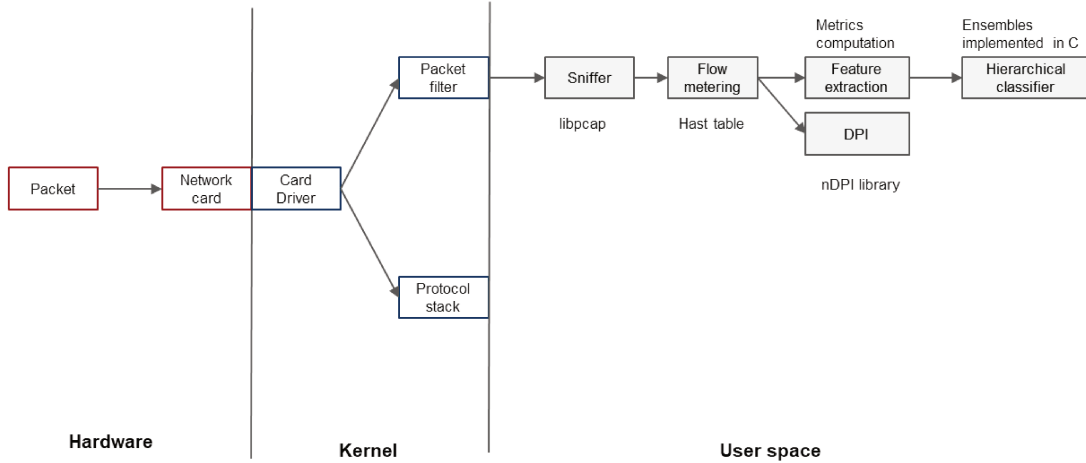 Metrics
computation
Ensembles
implemented in C
Packet
filter
Sniffer
Flow
metering
Feature
extraction
Hierarchical
classifier
libpcap
Hast table
DPI
nDPI library
Packet
Network
card
Card
Driver
Protocol
stack
Hardware
Kernel
User space